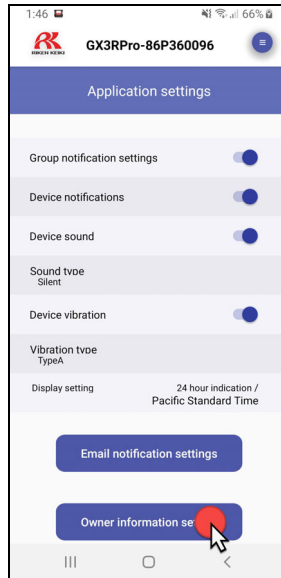 1:46 66%
RIKEN KEIKI
GX3RPro-86P360096
Application settings
Group notification settings
Device notifications
Device sound
Sound type
Silent
Device vibration
Vibration type
TypeA
Display setting 24 hour indication /
Pacific Standard Time
Email notification settings
Owner information se